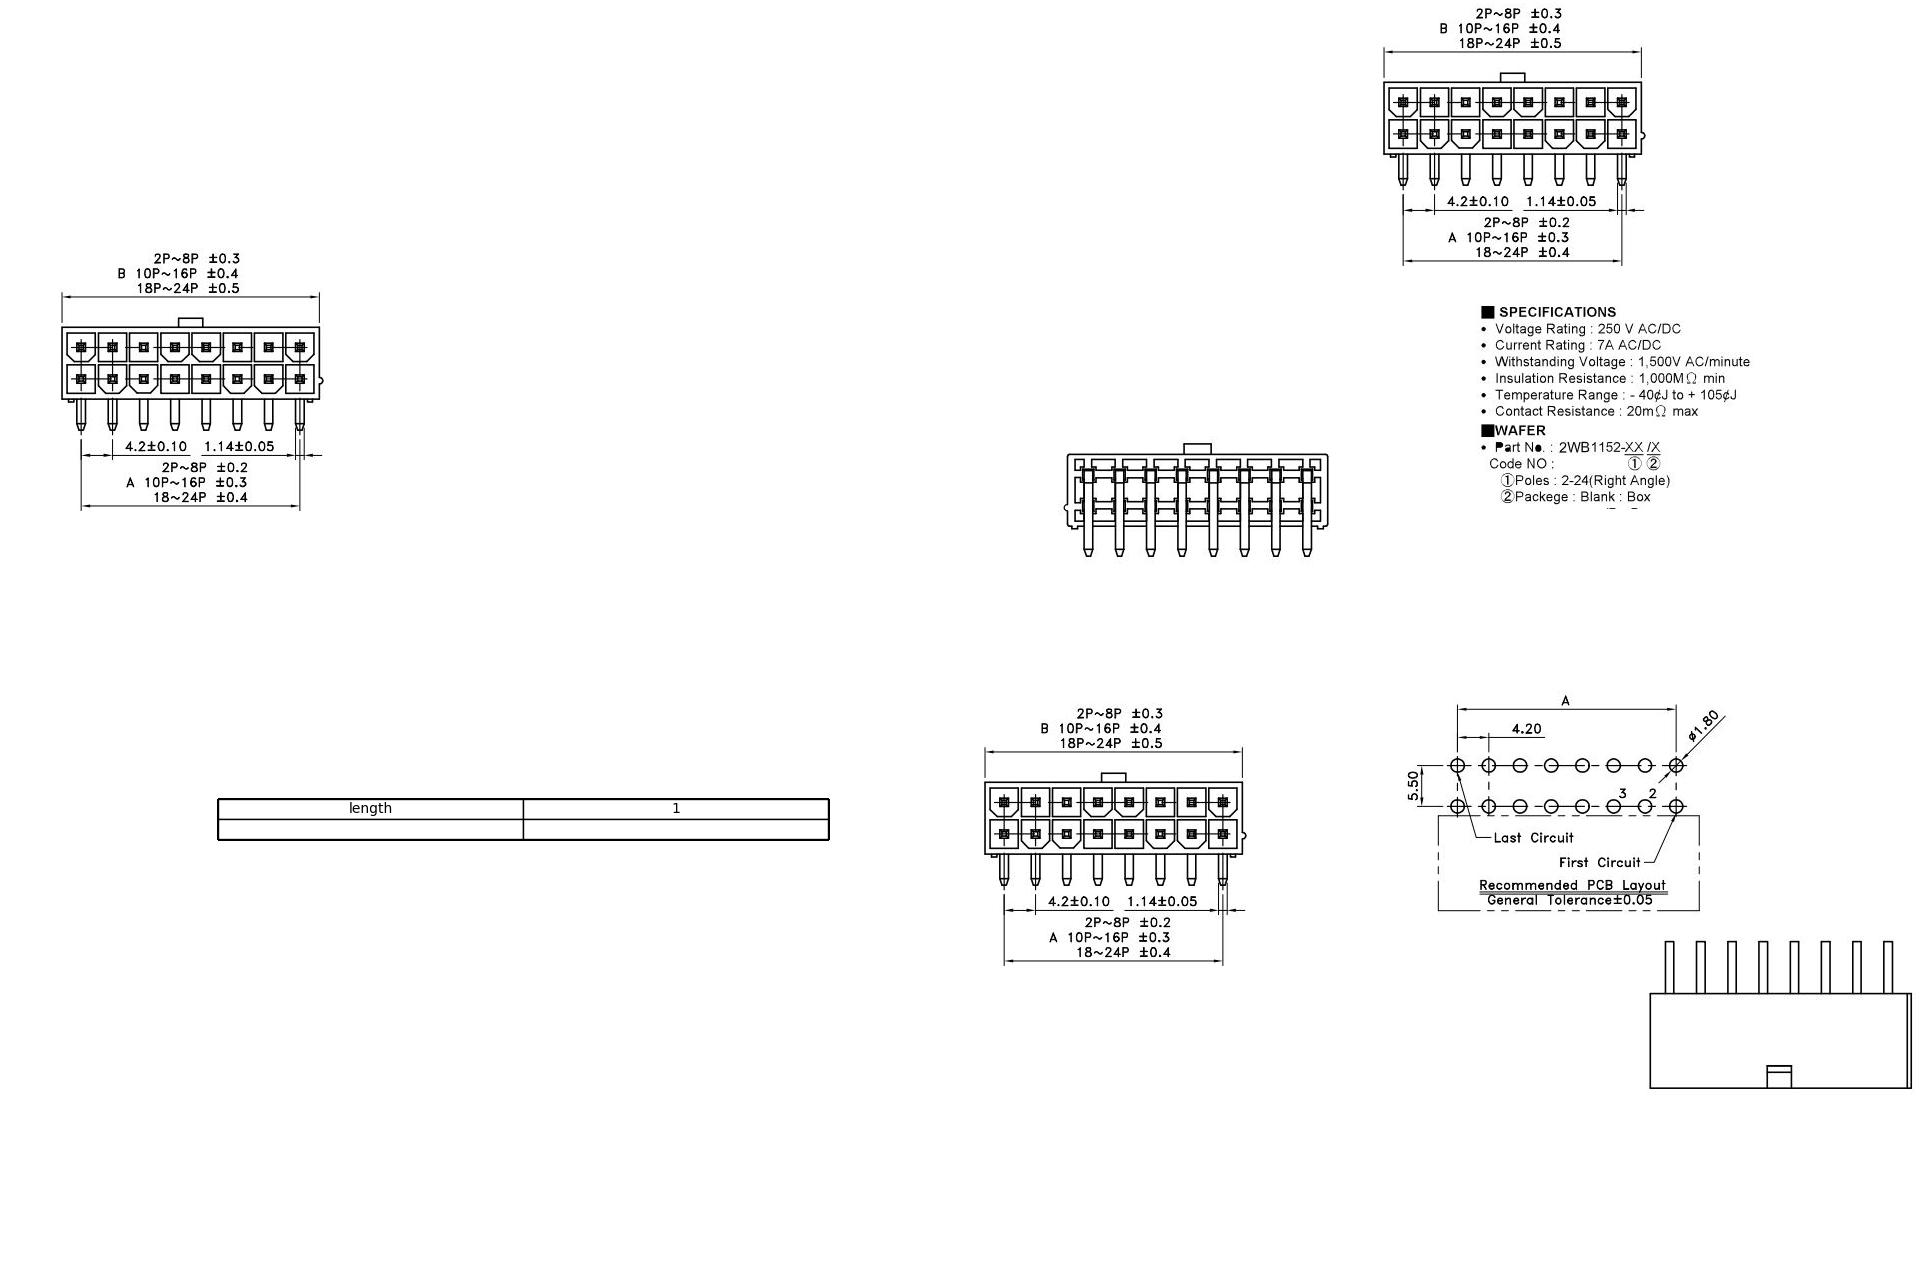 2P~8P ±0.3
B 10P~16P ±0.4
18P~24P ±0.5
4.2±0.10 1.14±0.05
2P~8P ±0.2
A 10P~16P ±0.3
18~24P ±0.4
2P~8P ±0.3
B 10P~16P ±0.4
18P~24P ±0.5
4.2±0.10 1.14±0.05
2P~8P ±0.2
A 10P~16P ±0.3
18~24P ±0.4
■ SPECIFICATIONS
• Voltage Rating : 250 V AC/DC
• Current Rating : 7A AC/DC
• Withstanding Voltage : 1,500V AC/minute
• Insulation Resistance : 1,000MΩ min
• Temperature Range : - 40¢J to + 105¢J
• Contact Resistance : 20mΩ max
■WAFER
• Part No. : 2WB1152-XX /X
Code NO : ① ②
①Poles : 2-24(Right Angle)
②Packege : Blank : Box
length 1
2P~8P ±0.3
B 10P~16P ±0.4
18P~24P ±0.5
4.2±0.10 1.14±0.05
2P~8P ±0.2
A 10P~16P ±0.3
18~24P ±0.4
A
4.20
ø1.80
5.50
3 2
Last Circuit
First Circuit
Recommended PCB Layout
General Tolerance±0.05